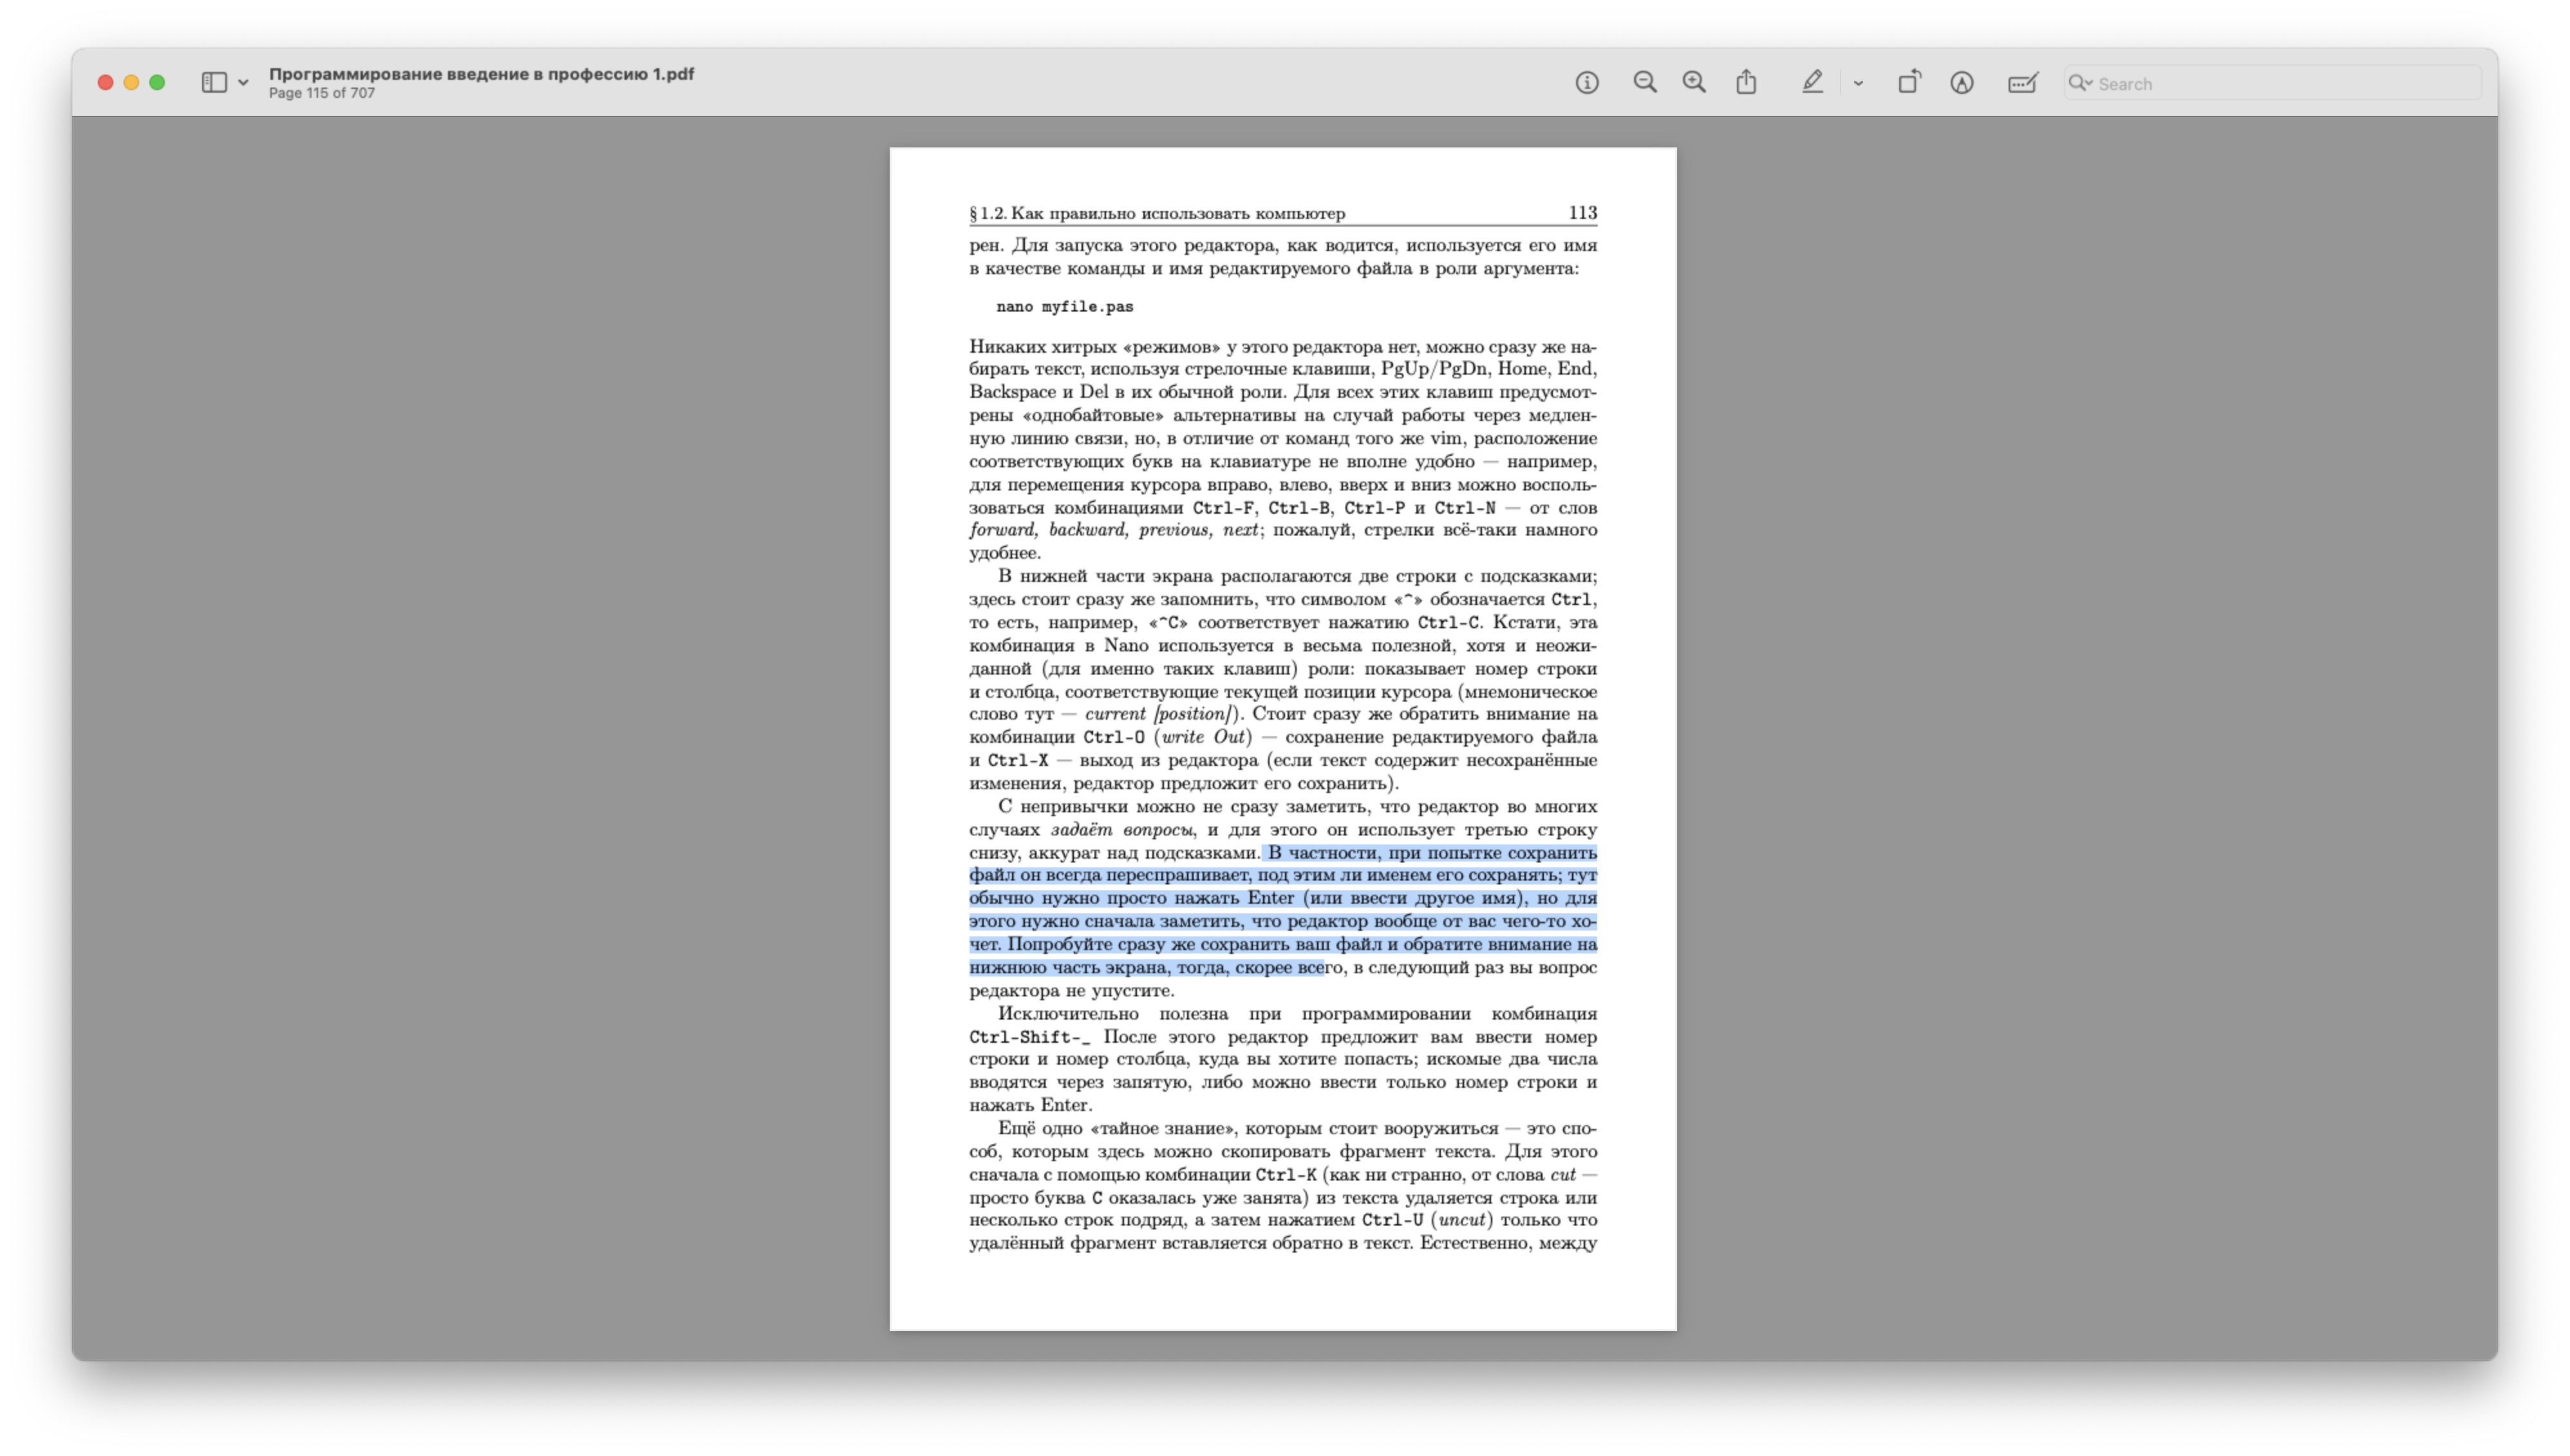 Программирование введение в профессию 1.pdf
Page 115 of 707
Search
§ 1.2. Как правильно использовать компьютер 113
рен. Для запуска этого редактора, как водится, используется его имя
в качестве команды и имя редактируемого файла в роли аргумента:
nano myfile.pas
Никаких хитрых «режимов» у этого редактора нет, можно сразу же на-
бирать текст, используя стрелочные клавиши, PgUp/PgDn, Home, End,
Backspace и Del в их обычной роли. Для всех этих клавиш предусмот-
рены «однобайтовые» альтернативы на случай работы через медлен-
ную линию связи, но, в отличие от команд того же vim, расположение
соответствующих букв на клавиатуре не вполне удобно — например,
для перемещения курсора вправо, влево, вверх и вниз можно восполь-
зоваться комбинациями Ctrl-F, Ctrl-B, Ctrl-P и Ctrl-N — от слов
forward, backward, previous, next; пожалуй, стрелки всё-таки намного
удобнее.
В нижней части экрана располагаются две строки с подсказками;
здесь стоит сразу же запомнить, что символом «^» обозначается Ctrl,
то есть, например, «^C» соответствует нажатию Ctrl-C. Кстати, эта
комбинация в Nano используется в весьма полезной, хотя и неожи-
данной (для именно таких клавиш) роли: показывает номер строки
и столбца, соответствующие текущей позиции курсора (мнемоническое
слово тут — current [position]). Стоит сразу же обратить внимание на
комбинации Ctrl-O (write Out) — сохранение редактируемого файла
и Ctrl-X — выход из редактора (если текст содержит несохранённые
изменения, редактор предложит его сохранить).
С непривычки можно не сразу заметить, что редактор во многих
случаях задаёт вопросы, и для этого он использует третью строку
снизу, аккурат над подсказками. В частности, при попытке сохранить
файл он всегда переспрашивает, под этим ли именем его сохранять; тут
обычно нужно просто нажать Enter (или ввести другое имя), но для
этого нужно сначала заметить, что редактор вообще от вас чего-то хо-
чет. Попробуйте сразу же сохранить ваш файл и обратите внимание на
нижнюю часть экрана, тогда, скорее всего, в следующий раз вы вопрос
редактора не упустите.
Исключительно полезна при программировании комбинация
Ctrl-Shift-_ После этого редактор предложит вам ввести номер
строки и номер столбца, куда вы хотите попасть; искомые два числа
вводятся через запятую, либо можно ввести только номер строки и
нажать Enter.
Ещё одно «тайное знание», которым стоит вооружиться — это спо-
соб, которым здесь можно скопировать фрагмент текста. Для этого
сначала с помощью комбинации Ctrl-K (как ни странно, от слова cut —
просто буква C оказалась уже занята) из текста удаляется строка или
несколько строк подряд, а затем нажатием Ctrl-U (uncut) только что
удалённый фрагмент вставляется обратно в текст. Естественно, между